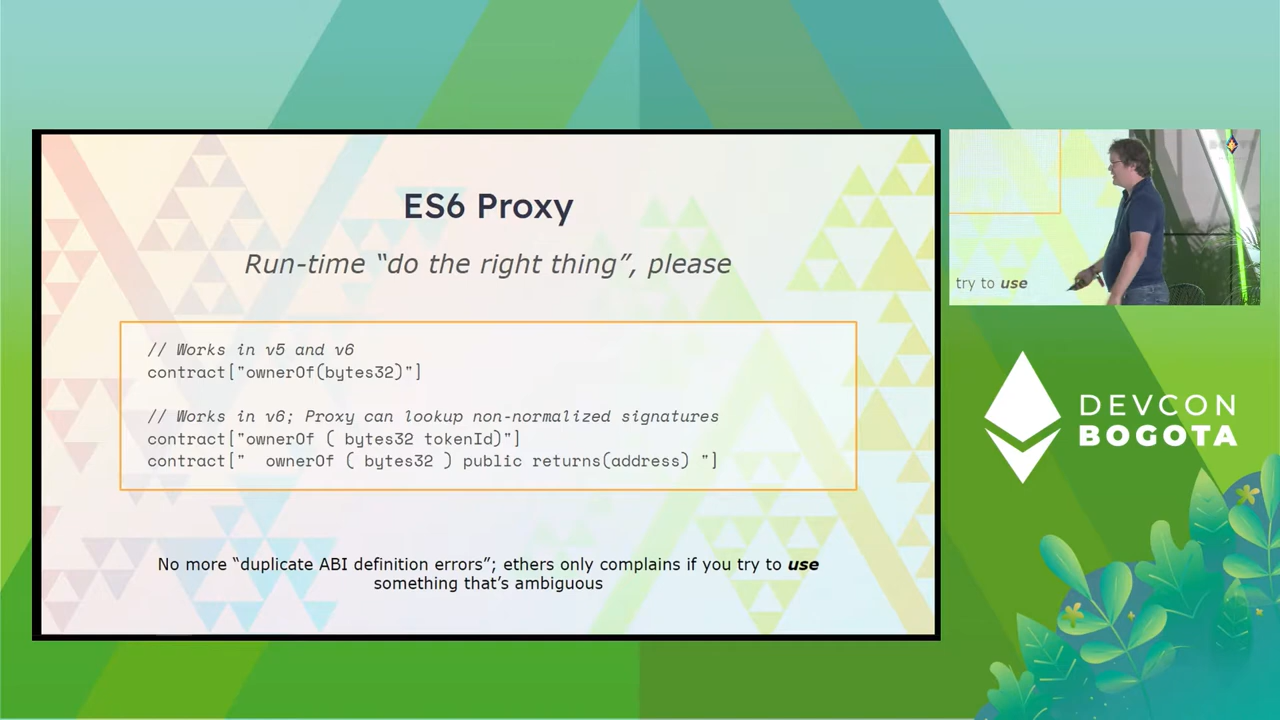 ES6 Proxy
Run-time “do the right thing”, please
// Works in v5 and v6
contract["ownerOf(bytes32)"]
// Works in v6; Proxy can lookup non-normalized signatures
contract["ownerOf ( bytes32 tokenId)"]
contract["  ownerOf ( bytes32 ) public returns(address) "]
No more “duplicate ABI definition errors”; ethers only complains if you try to use
something that’s ambiguous
try to use
DEVCON
BOGOTA